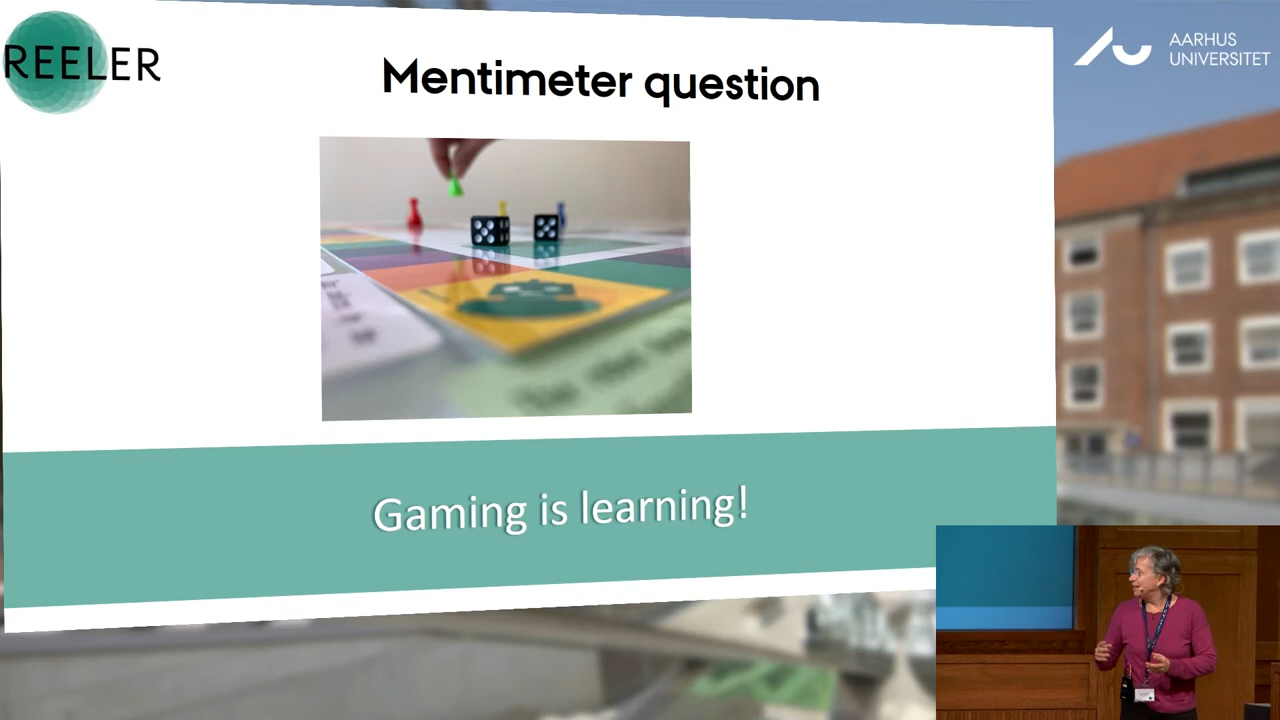 REELER
Mentimeter question
AARHUS
UNIVERSITET
Gaming is learning!